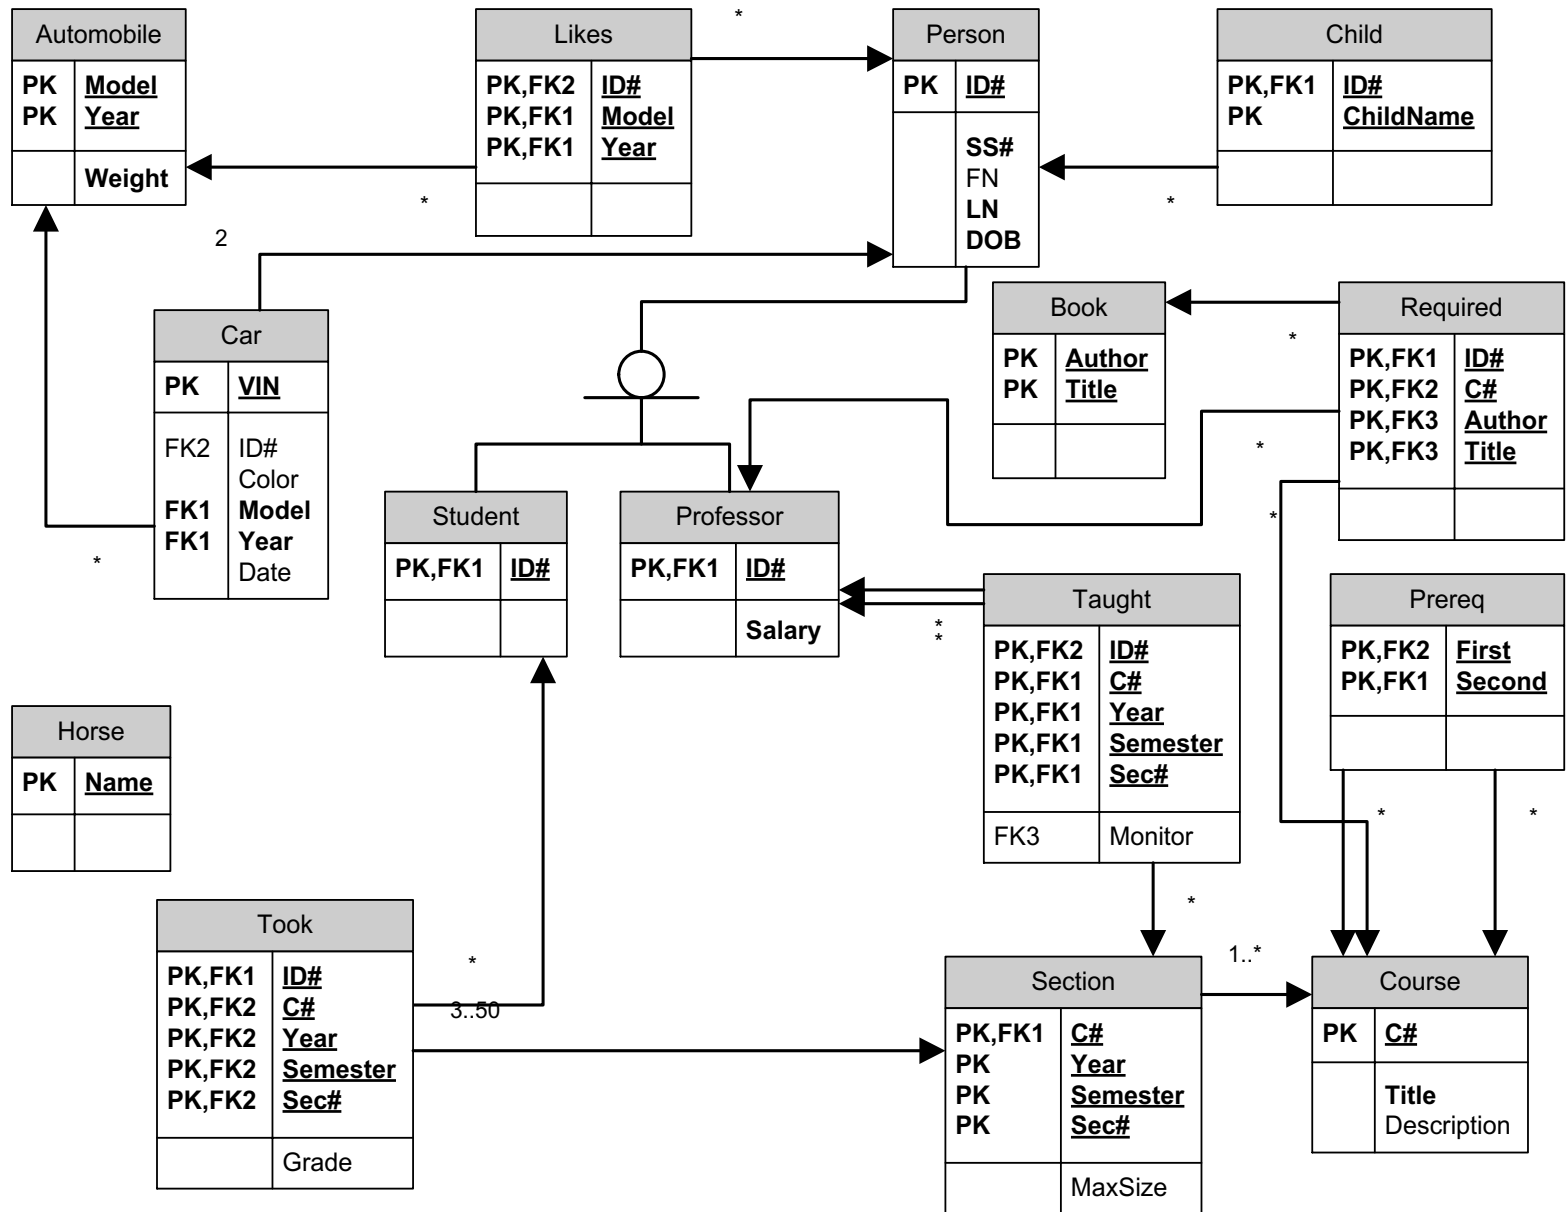 *
Automobile
PK Model
PK Year
Weight
Likes
PK,FK2 ID#
PK,FK1 Model
PK,FK1 Year
Person
PK ID#
SS#
FN
LN
DOB
Child
PK,FK1 ID#
PK ChildName
*
*
2
Car
PK VIN
FK2 ID#
Color
FK1 Model
FK1 Year
Date
*
Book
PK Author
PK Title
*
Required
PK,FK1 ID#
PK,FK2 C#
PK,FK3 Author
PK,FK3 Title
*
*
Student
PK,FK1 ID#
Professor
PK,FK1 ID#
Salary
*
*
Taught
PK,FK2 ID#
PK,FK1 C#
PK,FK1 Year
PK,FK1 Semester
PK,FK1 Sec#
FK3 Monitor
Prereq
PK,FK2 First
PK,FK1 Second
*
*
Horse
PK Name
Took
PK,FK1 ID#
PK,FK2 C#
PK,FK2 Year
PK,FK2 Semester
PK,FK2 Sec#
Grade
*
3..50
*
Section
PK,FK1 C#
PK Year
PK Semester
PK Sec#
MaxSize
1..*
Course
PK C#
Title
Description